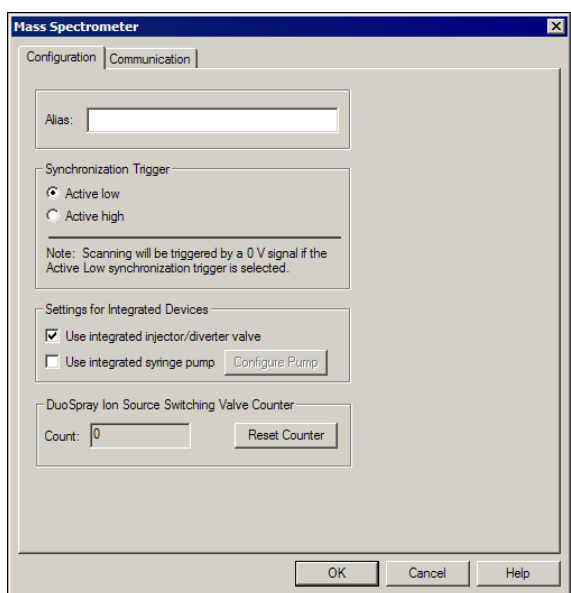 Mass Spectrometer
Configuration
Communication
Alias:
Synchronization Trigger
Active low
Active high
Note: Scanning will be triggered by a 0 V signal if the
Active Low synchronization trigger is selected.
Settings for Integrated Devices
Use integrated injector/diverter valve
Use integrated syringe pump
Configure Pump
DuoSpray Ion Source Switching Valve Counter
Count: 0
Reset Counter
OK
Cancel
Help